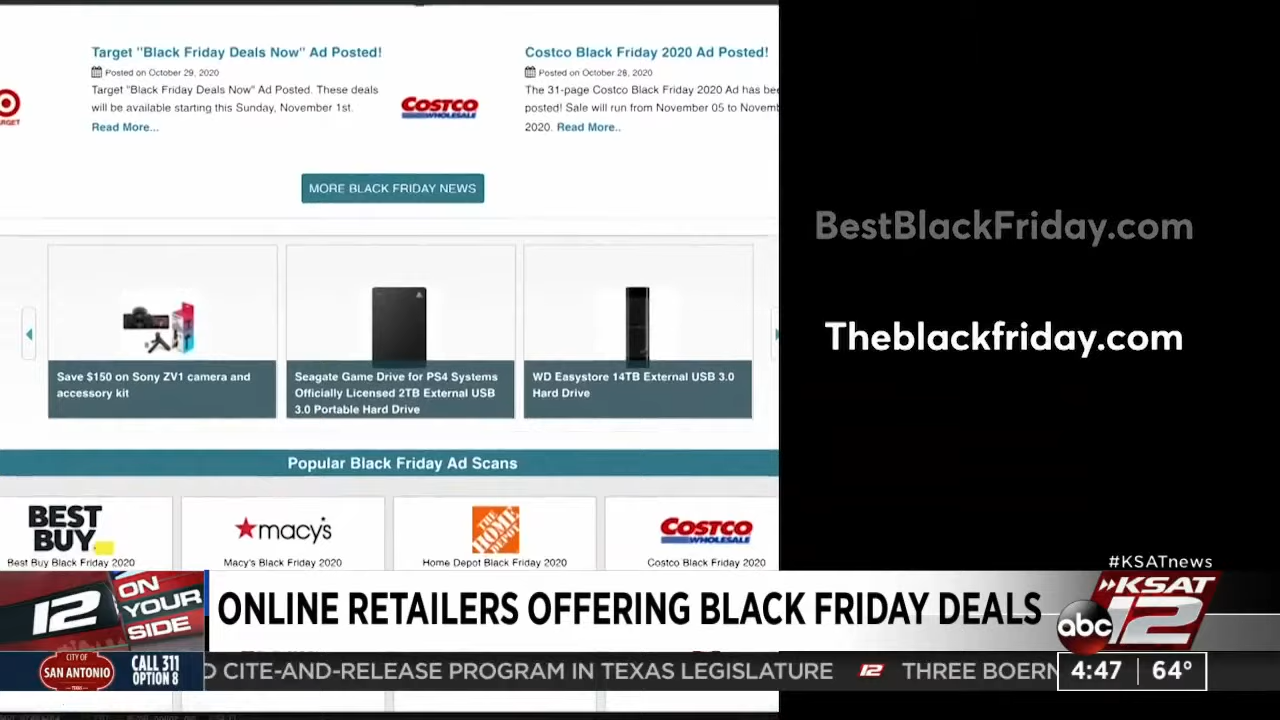 Target "Black Friday Deals Now" Ad Posted!
Posted on October 29, 2020
Target "Black Friday Deals Now" Ad Posted. These deals
will be available starting this Sunday, November 1st.
Read More...
COSTCO
WHOLESALE
Costco Black Friday 2020 Ad Posted!
Posted on October 28, 2020
The 31-page Costco Black Friday 2020 Ad has bee
posted! Sale will run from November 05 to Novemb
2020. Read More..
MORE BLACK FRIDAY NEWS
BestBlackFriday.com
Theblackfriday.com
Save $150 on Sony ZV1 camera and
accessory kit
Seagate Game Drive for PS4 Systems
Officially Licensed 2TB External USB
3.0 Portable Hard Drive
WD Easystore 14TB External USB 3.0
Hard Drive
Popular Black Friday Ad Scans
BEST
BUY
Best Buy Black Friday 2020
macy's
Macy's Black Friday 2020
THE HOME DEPOT
Home Depot Black Friday 2020
COSTCO
WHOLESALE
Costco Black Friday 2020
#KSATnews
12 ON YOUR SIDE
ONLINE RETAILERS OFFERING BLACK FRIDAY DEALS
abc KSAT 12
CITY OF
SAN ANTONIO
TEXAS
CALL 311
OPTION 8
D CITE-AND-RELEASE PROGRAM IN TEXAS LEGISLATURE 12 THREE BOERN
4:47 64°